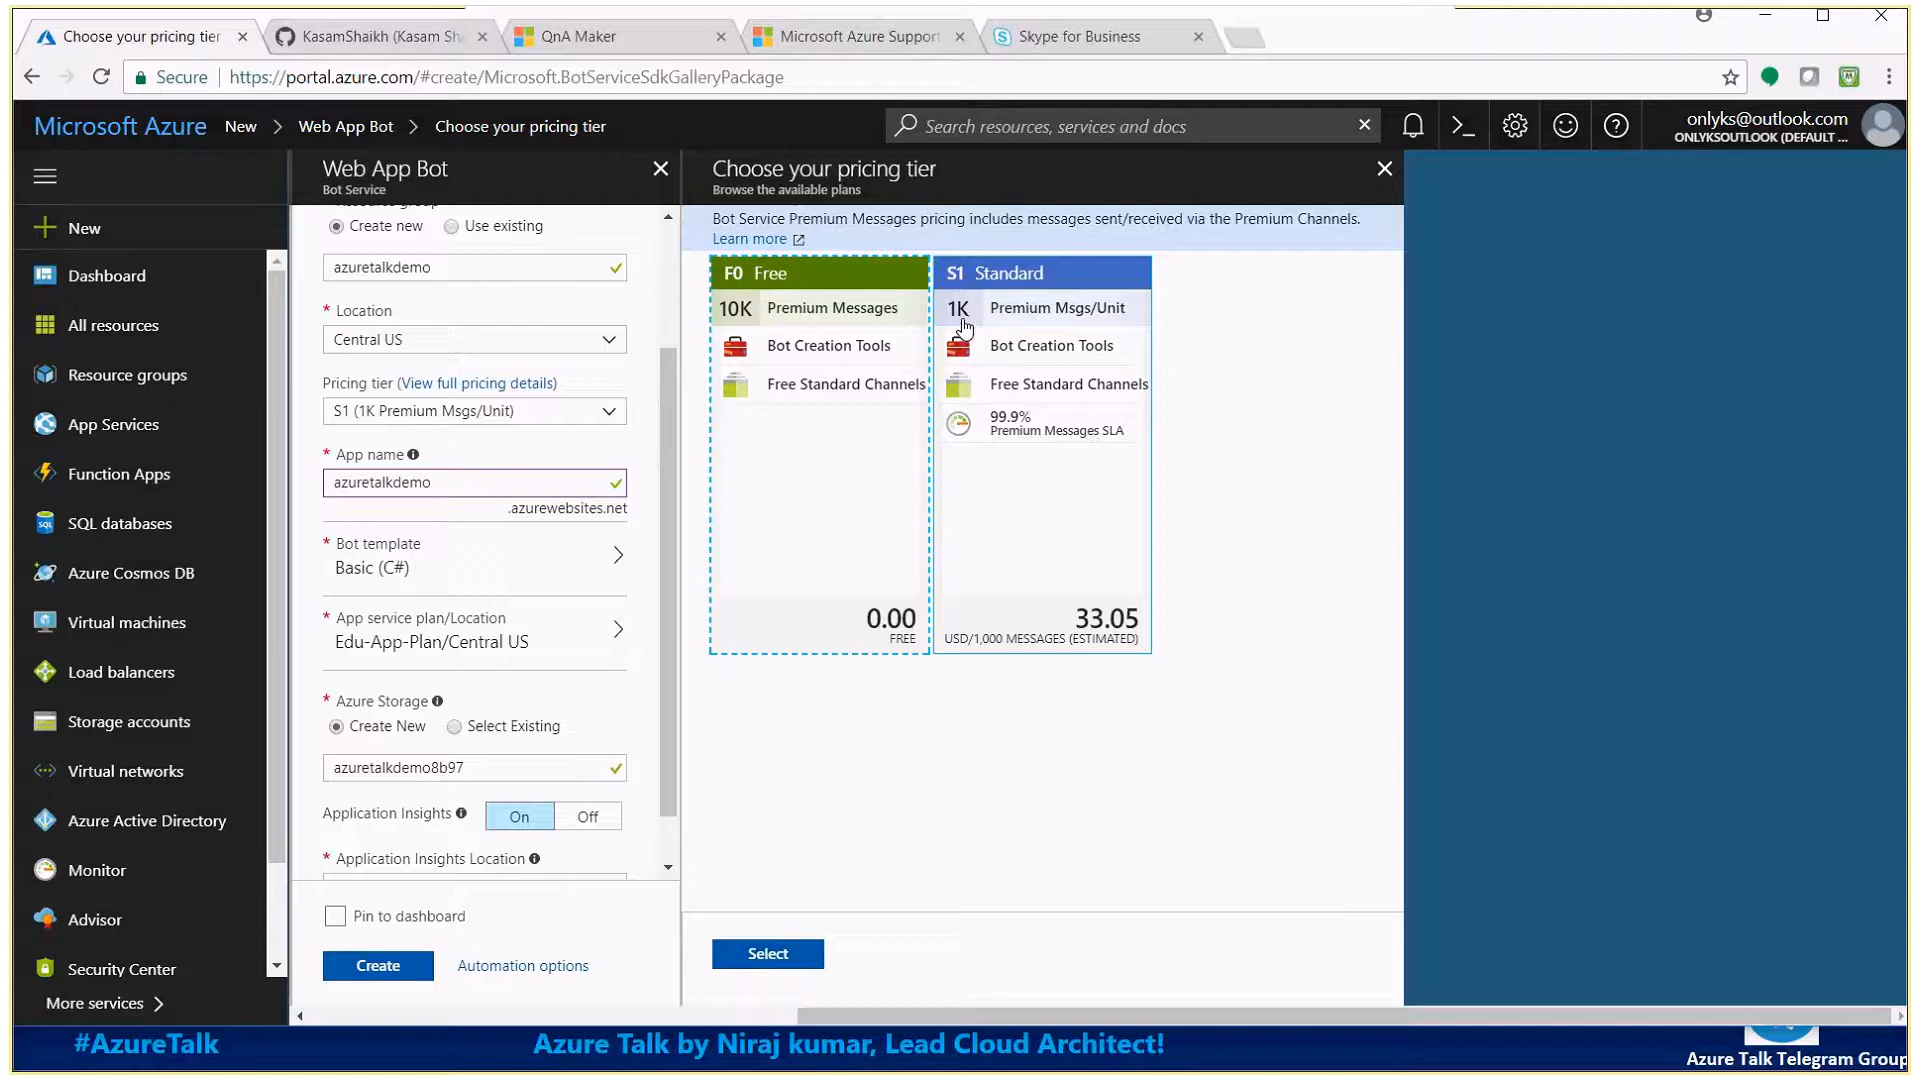 Choose your pricing tier
KasamShaikh (Kasam Sha
QnA Maker
Microsoft Azure Support
Skype for Business
Secure
https://portal.azure.com/#create/Microsoft.BotServiceSdkGalleryPackage
Microsoft Azure
New
Web App Bot
Choose your pricing tier
Search resources, services and docs
onlyks@outlook.com
ONLYKSOUTLOOK (DEFAULT ...
New
Dashboard
All resources
Resource groups
App Services
Function Apps
SQL databases
Azure Cosmos DB
Virtual machines
Load balancers
Storage accounts
Virtual networks
Azure Active Directory
Monitor
Advisor
Security Center
More services
Web App Bot
Bot Service
Resource group
Create new
Use existing
azuretalkdemo
* Location
Central US
Pricing tier (View full pricing details)
S1 (1K Premium Msgs/Unit)
* App name
azuretalkdemo
.azurewebsites.net
* Bot template
Basic (C#)
* App service plan/Location
Edu-App-Plan/Central US
* Azure Storage
Create New
Select Existing
azuretalkdemo8b97
Application Insights
On
Off
* Application Insights Location
Pin to dashboard
Create
Automation options
Choose your pricing tier
Browse the available plans
Bot Service Premium Messages pricing includes messages sent/received via the Premium Channels.
Learn more
F0 Free
10K Premium Messages
Bot Creation Tools
Free Standard Channels
0.00
FREE
S1 Standard
1K Premium Msgs/Unit
Bot Creation Tools
Free Standard Channels
99.9%
Premium Messages SLA
33.05
USD/1,000 MESSAGES (ESTIMATED)
Select
#AzureTalk
Azure Talk by Niraj kumar, Lead Cloud Architect!
Azure Talk Telegram Group